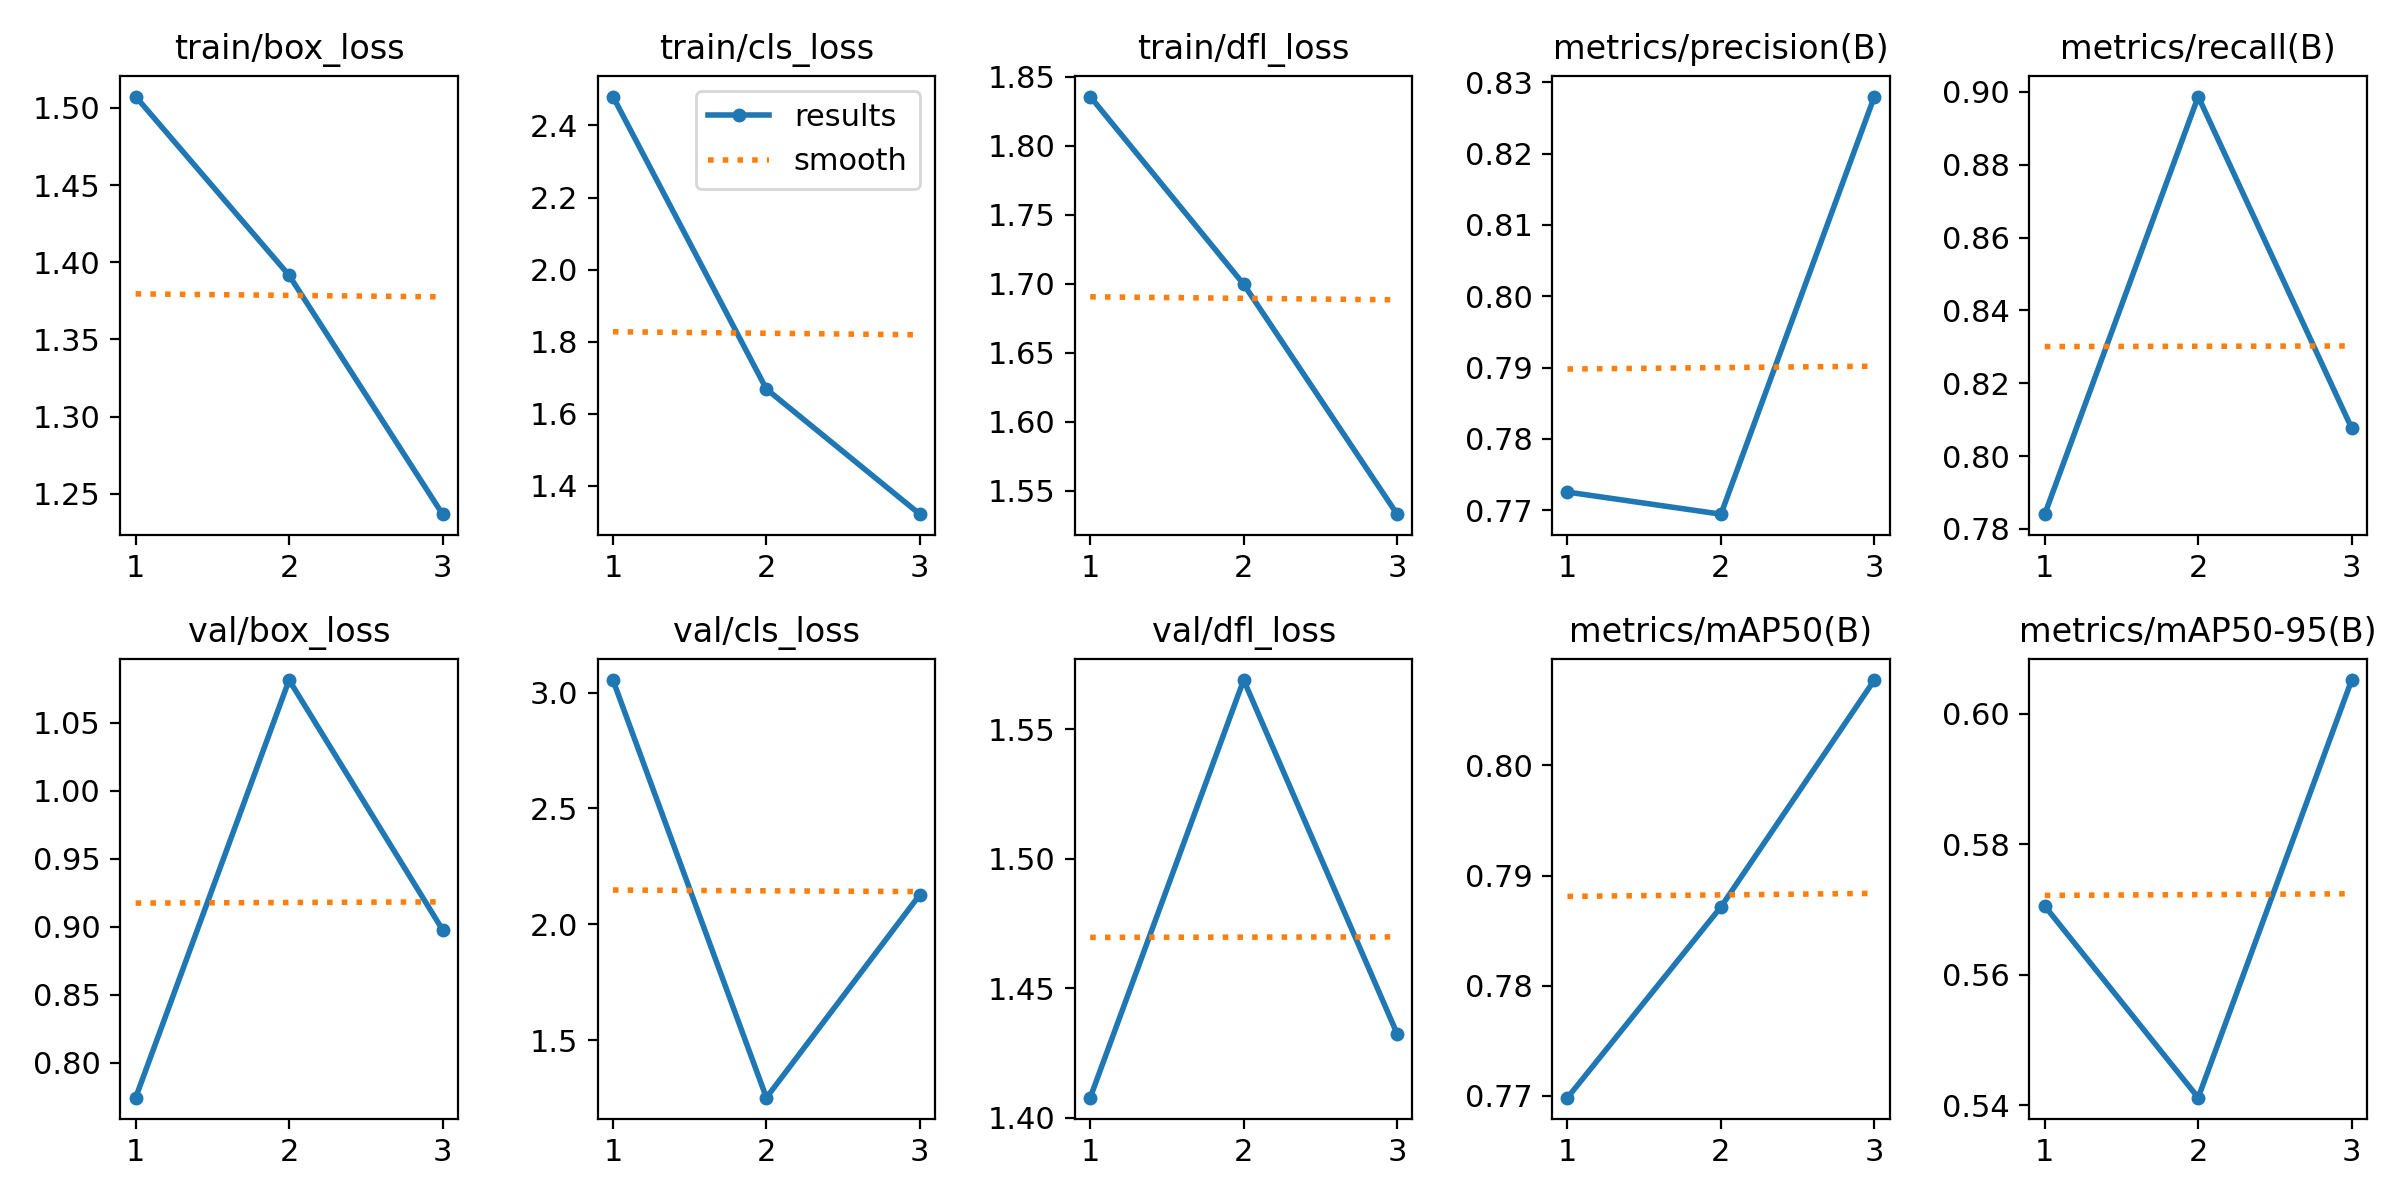 train/box_loss
1.50
1.45
1.40
1.35
1.30
1.25
1 2 3
train/cls_loss
results
smooth
2.4
2.2
2.0
1.8
1.6
1.4
1 2 3
train/dfl_loss
1.85
1.80
1.75
1.70
1.65
1.60
1.55
1 2 3
metrics/precision(B)
0.83
0.82
0.81
0.80
0.79
0.78
0.77
1 2 3
metrics/recall(B)
0.90
0.88
0.86
0.84
0.82
0.80
0.78
1 2 3
val/box_loss
1.05
1.00
0.95
0.90
0.85
0.80
1 2 3
val/cls_loss
3.0
2.5
2.0
1.5
1 2 3
val/dfl_loss
1.55
1.50
1.45
1.40
1 2 3
metrics/mAP50(B)
0.80
0.79
0.78
0.77
1 2 3
metrics/mAP50-95(B)
0.60
0.58
0.56
0.54
1 2 3